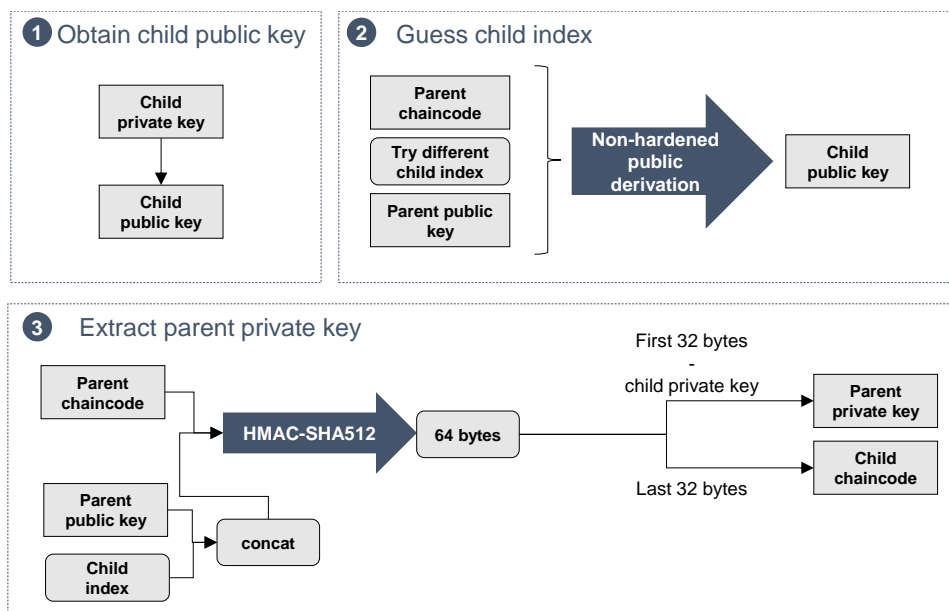 1 Obtain child public key
Child
private key
Child
public key
2 Guess child index
Parent
chaincode
Try different
child index
Parent public
key
Non-hardened
public
derivation
Child
public key
3 Extract parent private key
Parent
chaincode
Parent
public key
Child
index
concat
HMAC-SHA512
64 bytes
First 32 bytes
-
child private key
Last 32 bytes
Parent
private key
Child
chaincode